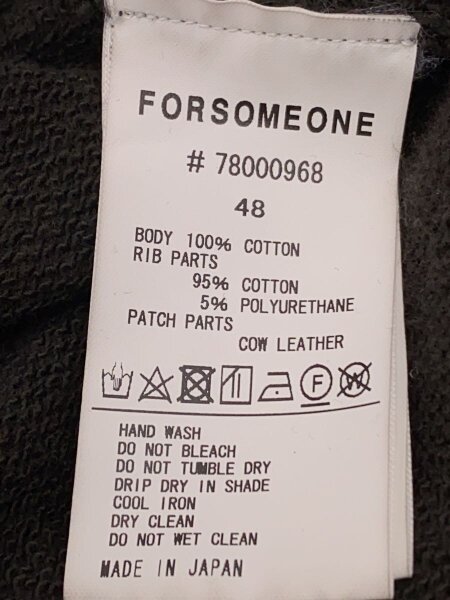 FORSOMEONE
# 78000968
48
BODY 100% COTTON
RIB PARTS
95% COTTON
5% POLYURETHANE
PATCH PARTS
COW LEATHER
F W
HAND WASH
DO NOT BLEACH
DO NOT TUMBLE DRY
DRIP DRY IN SHADE
COOL IRON
DRY CLEAN
DO NOT WET CLEAN
MADE IN JAPAN